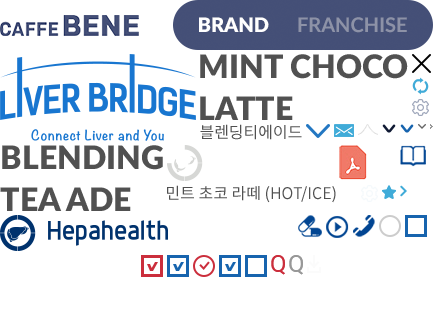 CAFFE BENE
BRAND FRANCHISE
MINT CHOCO
LATTE
LIVER BRIDGE
Connect Liver and You
블렌딩티에이드
BLENDING
TEA ADE
민트 초코 라떼 (HOT/ICE)
Hepahealth